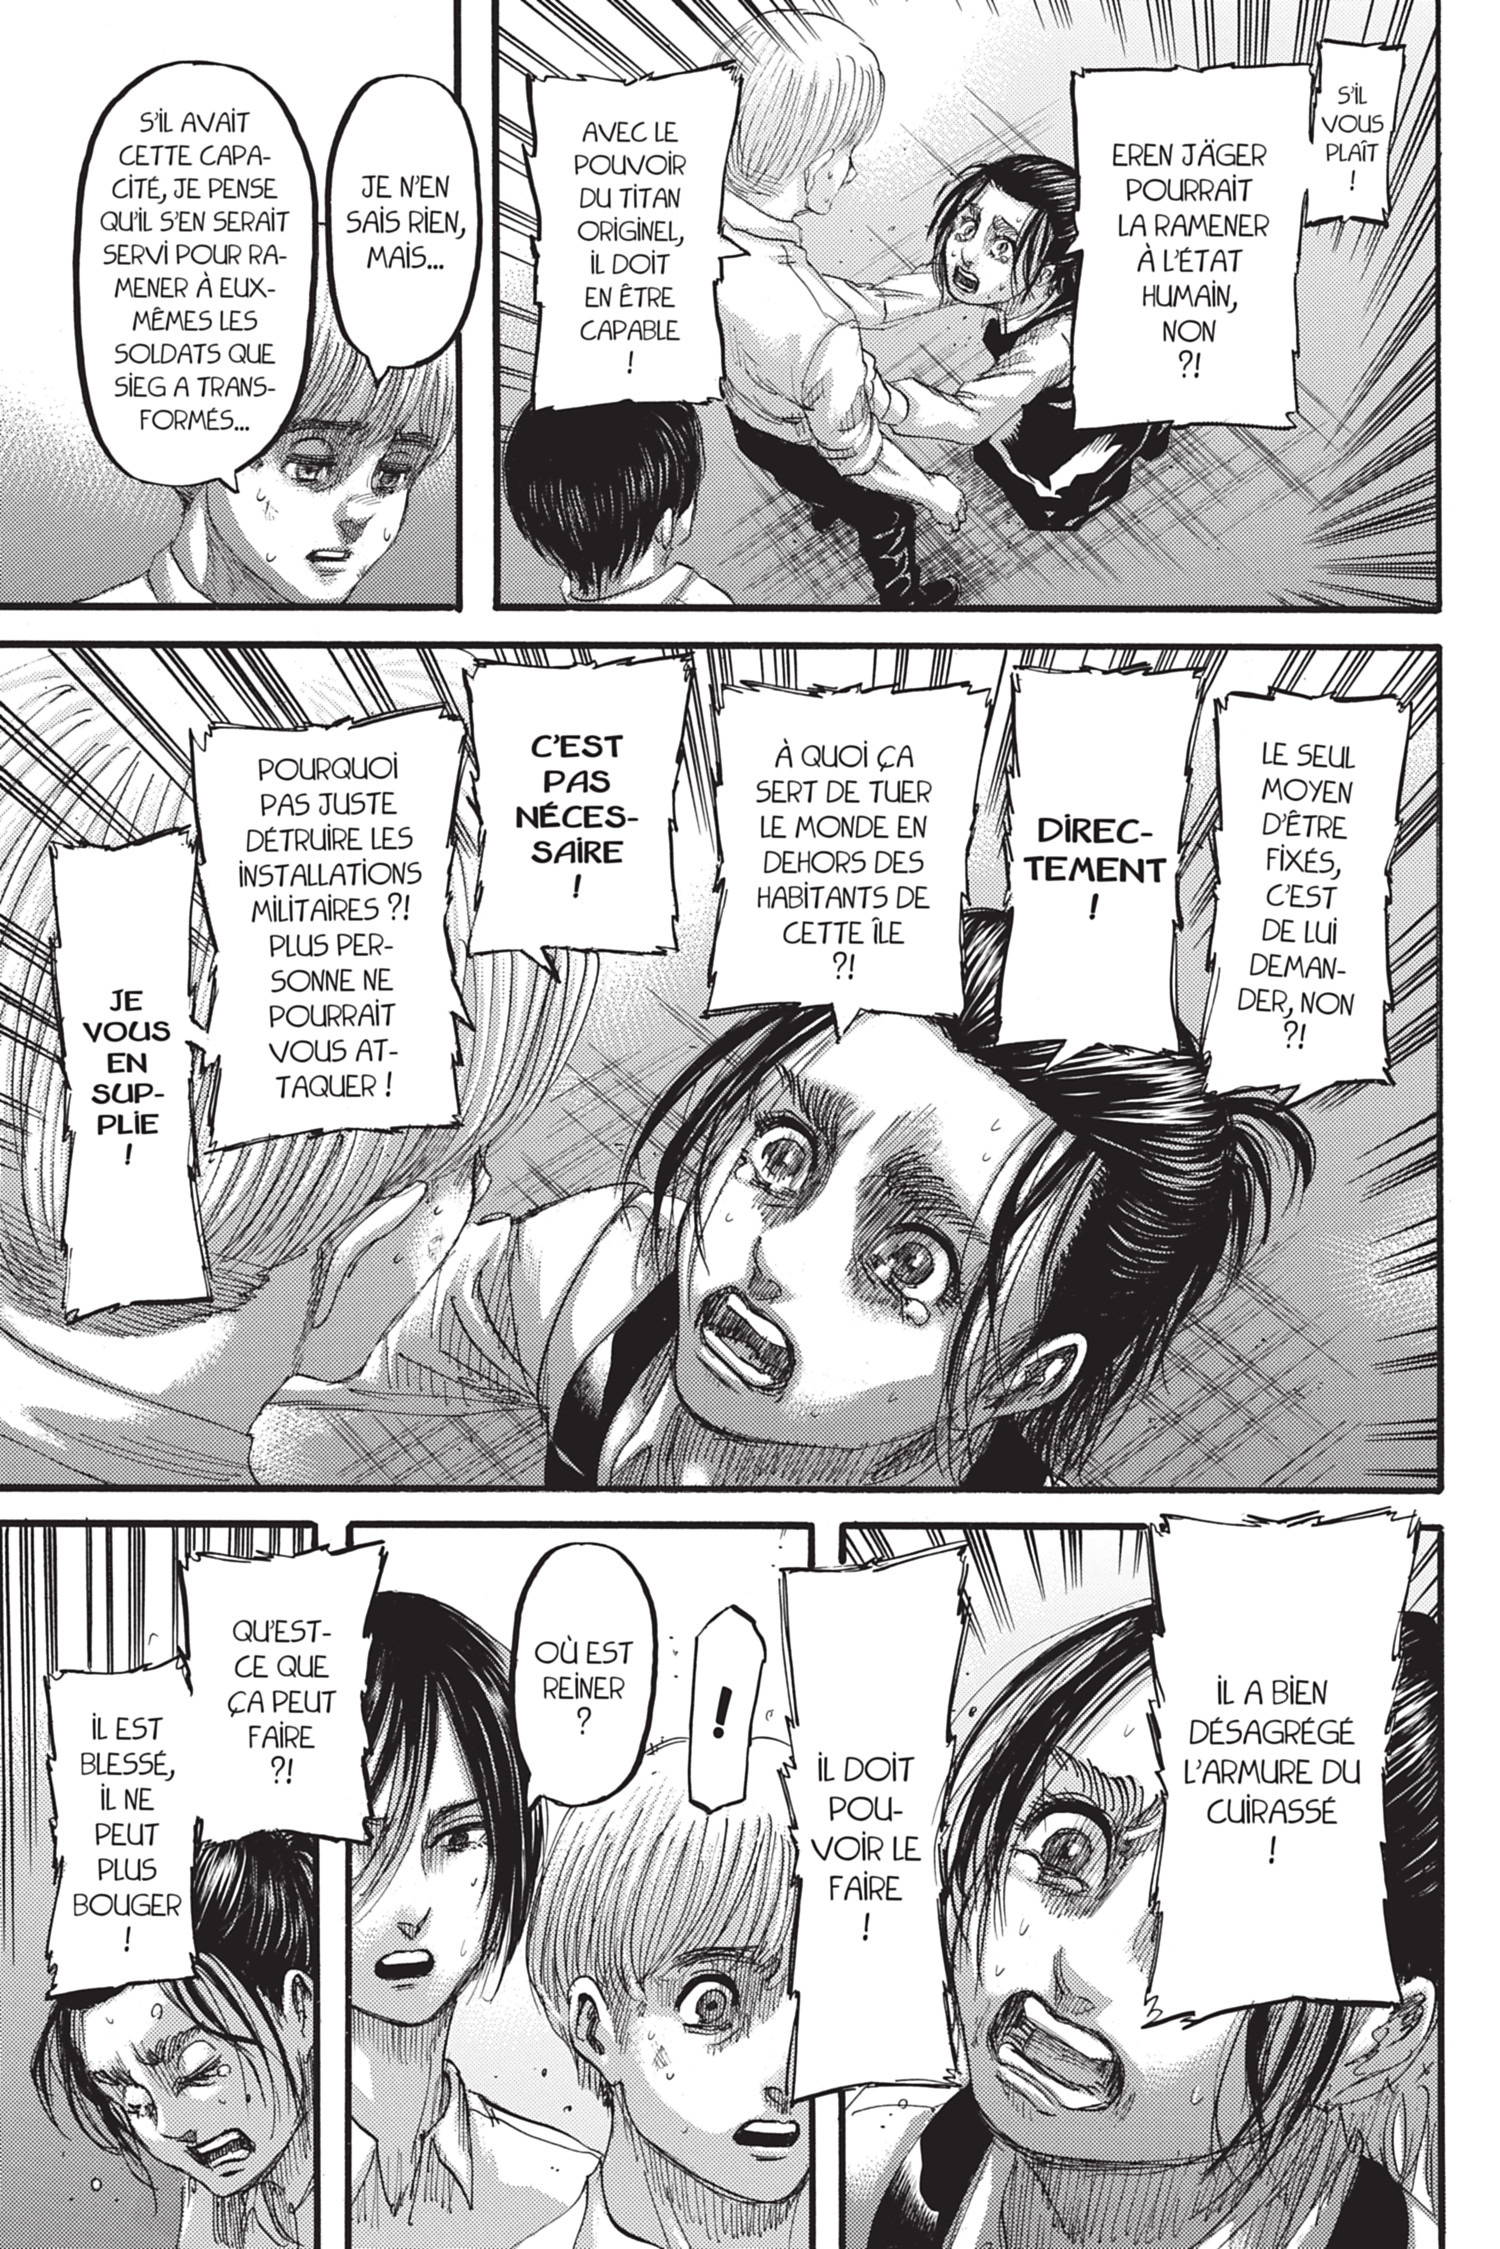 S'IL
VOUS
PLAÎT
!
EREN JÄGER
POURRAIT
LA RAMENER
À L'ÉTAT
HUMAIN,
NON
?!
AVEC LE
POUVOIR
DU TITAN
ORIGINEL,
IL DOIT
EN ÊTRE
CAPABLE
!
JE N'EN
SAIS RIEN,
MAIS...
S'IL AVAIT
CETTE CAPA-
CITÉ, JE PENSE
QU'IL S'EN SERAIT
SERVI POUR RA-
MENER À EUX-
MÊMES LES
SOLDATS QUE
SIEG A TRANS-
FORMÉS...
LE SEUL
MOYEN
D'ÊTRE
FIXÉS,
C'EST
DE LUI
DEMAN-
DER, NON
?!
DIREC-
TEMENT
!
À QUOI ÇA
SERT DE TUER
LE MONDE EN
DEHORS DES
HABITANTS DE
CETTE ÎLE
?!
C'EST
PAS
NÉCES-
SAIRE
!
POURQUOI
PAS JUSTE
DÉTRUIRE LES
INSTALLATIONS
MILITAIRES ?!
PLUS PER-
SONNE NE
POURRAIT
VOUS AT-
TAQUER !
JE
VOUS
EN
SUP-
PLIE
!
IL A BIEN
DÉSAGRÉGÉ
L'ARMURE DU
CUIRASSÉ
!
IL DOIT
POU-
VOIR LE
FAIRE
!
!
OÙ EST
REINER
?
QU'EST-
CE QUE
ÇA PEUT
FAIRE
?!
IL EST
BLESSÉ,
IL NE
PEUT
PLUS
BOUGER
!